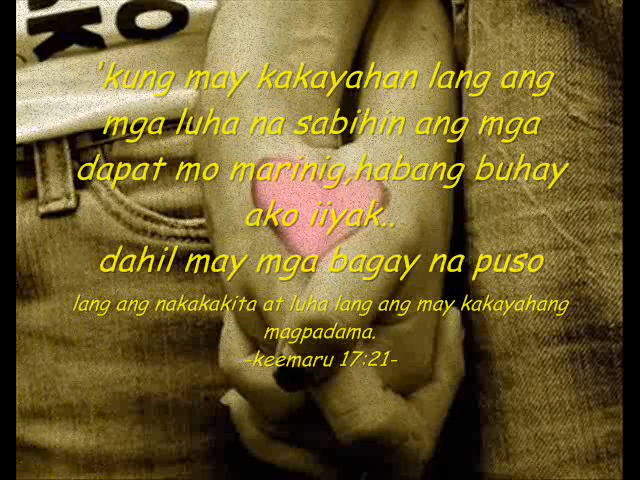 'kung may kakayahan lang ang
mga luha na sabihin ang mga
dapat mo marinig,habang buhay
ako iiyak..
dahil may mga bagay na puso
lang ang nakakakita at luha lang ang may kakayahang
magpadama.
-keemaru 17:21-